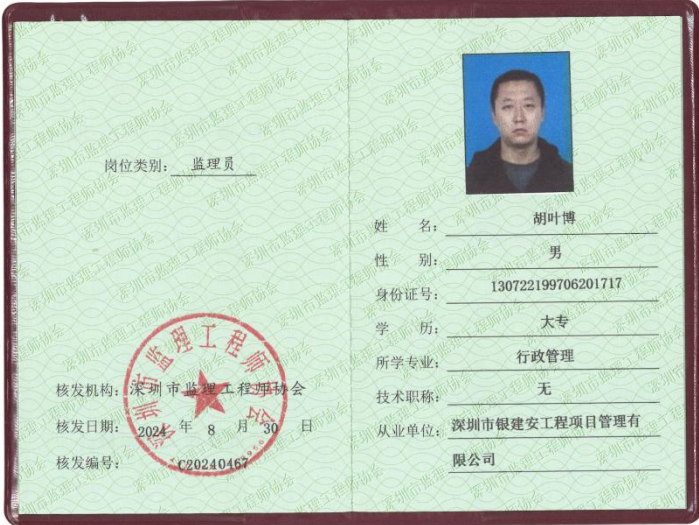 岗位类别：监理员
核发机构：深圳市监理工程师协会
核发日期：2024 年 8 月 30 日
核发编号：C20240467
深圳市监理工程师协会
姓 名：胡叶博
性 别：男
身份证号：130722199706201717
学 历：大专
所学专业：行政管理
技术职称：无
从业单位：深圳市银建安工程项目管理有
限公司